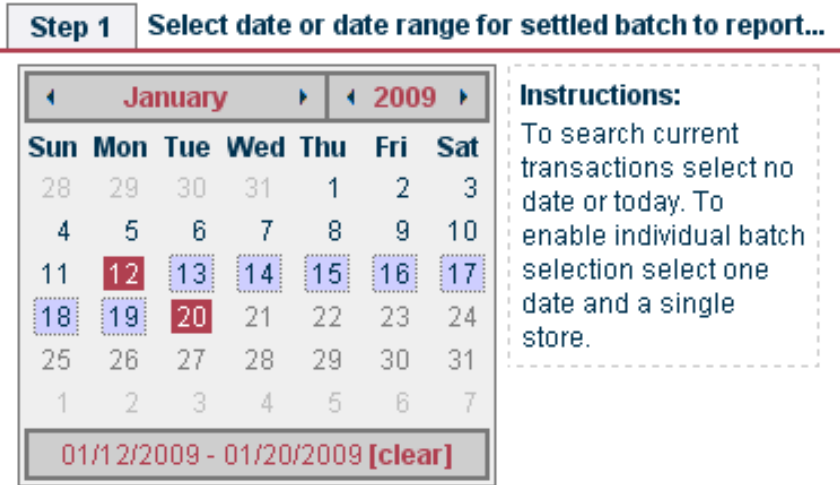 Step 1 Select date or date range for settled batch to report...
January 2009
Sun Mon Tue Wed Thu Fri Sat
28 29 30 31 1 2 3
4 5 6 7 8 9 10
11 12 13 14 15 16 17
18 19 20 21 22 23 24
25 26 27 28 29 30 31
1 2 3 4 5 6 7
01/12/2009 - 01/20/2009 [clear]
Instructions:
To search current
transactions select no
date or today. To
enable individual batch
selection select one
date and a single
store.